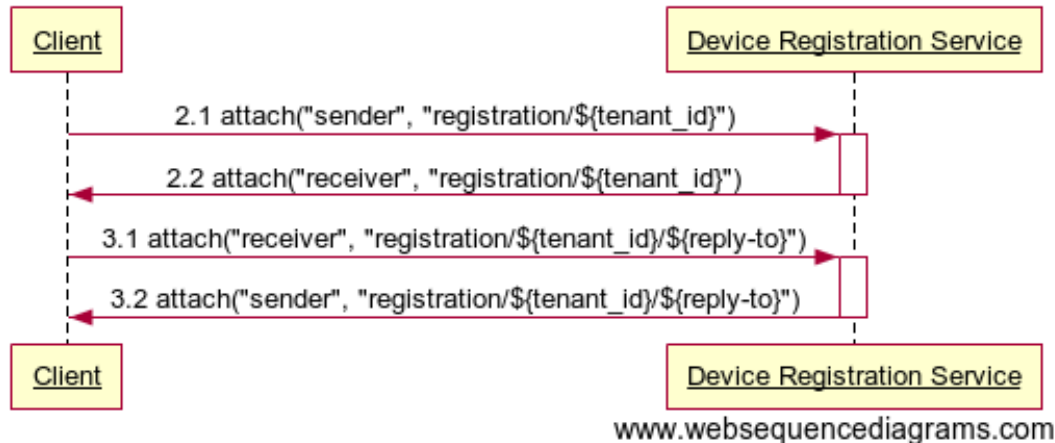 Client
Device Registration Service
2.1 attach("sender", "registration/${tenant_id}")
2.2 attach("receiver", "registration/${tenant_id}")
3.1 attach("receiver", "registration/${tenant_id}/${reply-to}")
3.2 attach("sender", "registration/${tenant_id}/${reply-to}")
Client
Device Registration Service
www.websequencediagrams.com